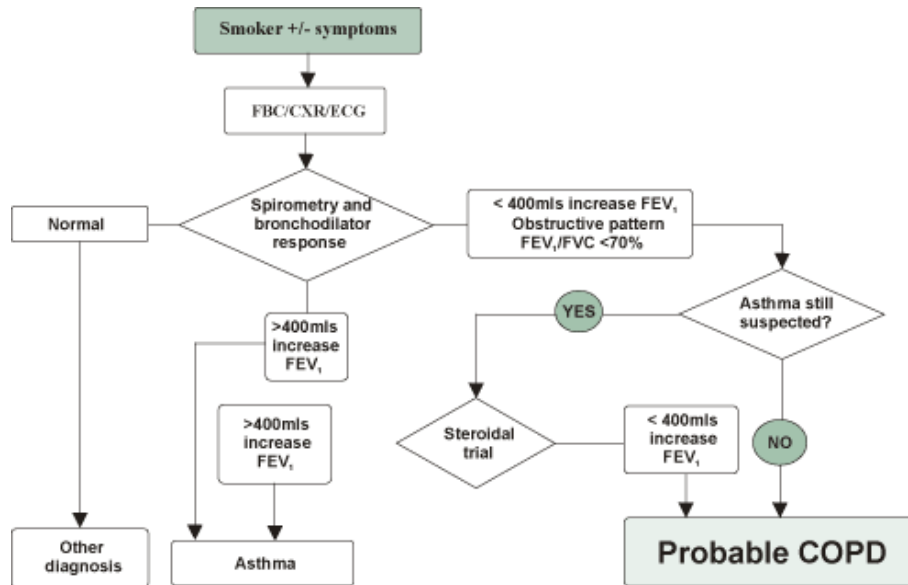 Smoker +/- symptoms
FBC/CXR/ECG
Spirometry and
bronchodilator
response
Normal
< 400mls increase FEV₁
Obstructive pattern
FEV₁/FVC <70%
Asthma still
suspected?
YES
>400mls
increase
FEV₁
>400mls
increase
FEV₁
Steroidal
trial
< 400mls
increase
FEV₁
NO
Other
diagnosis
Asthma
Probable COPD